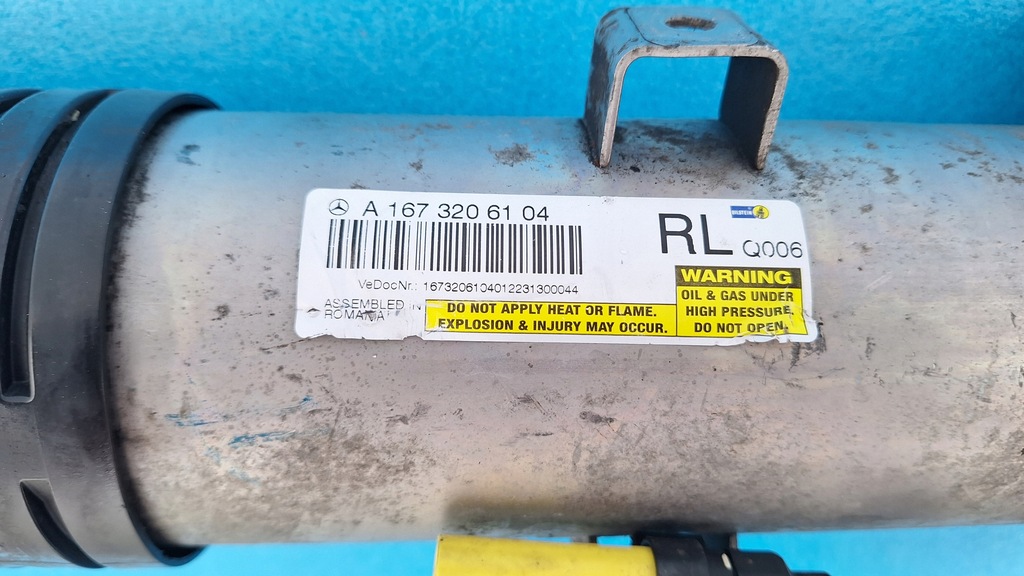 A 167 320 61 04
BILSTEIN
RL Q006
VeDocNr.: 1673206104012231300044
ASSEMBLED IN
ROMANIA
DO NOT APPLY HEAT OR FLAME.
EXPLOSION & INJURY MAY OCCUR.
WARNING
OIL & GAS UNDER
HIGH PRESSURE.
DO NOT OPEN.